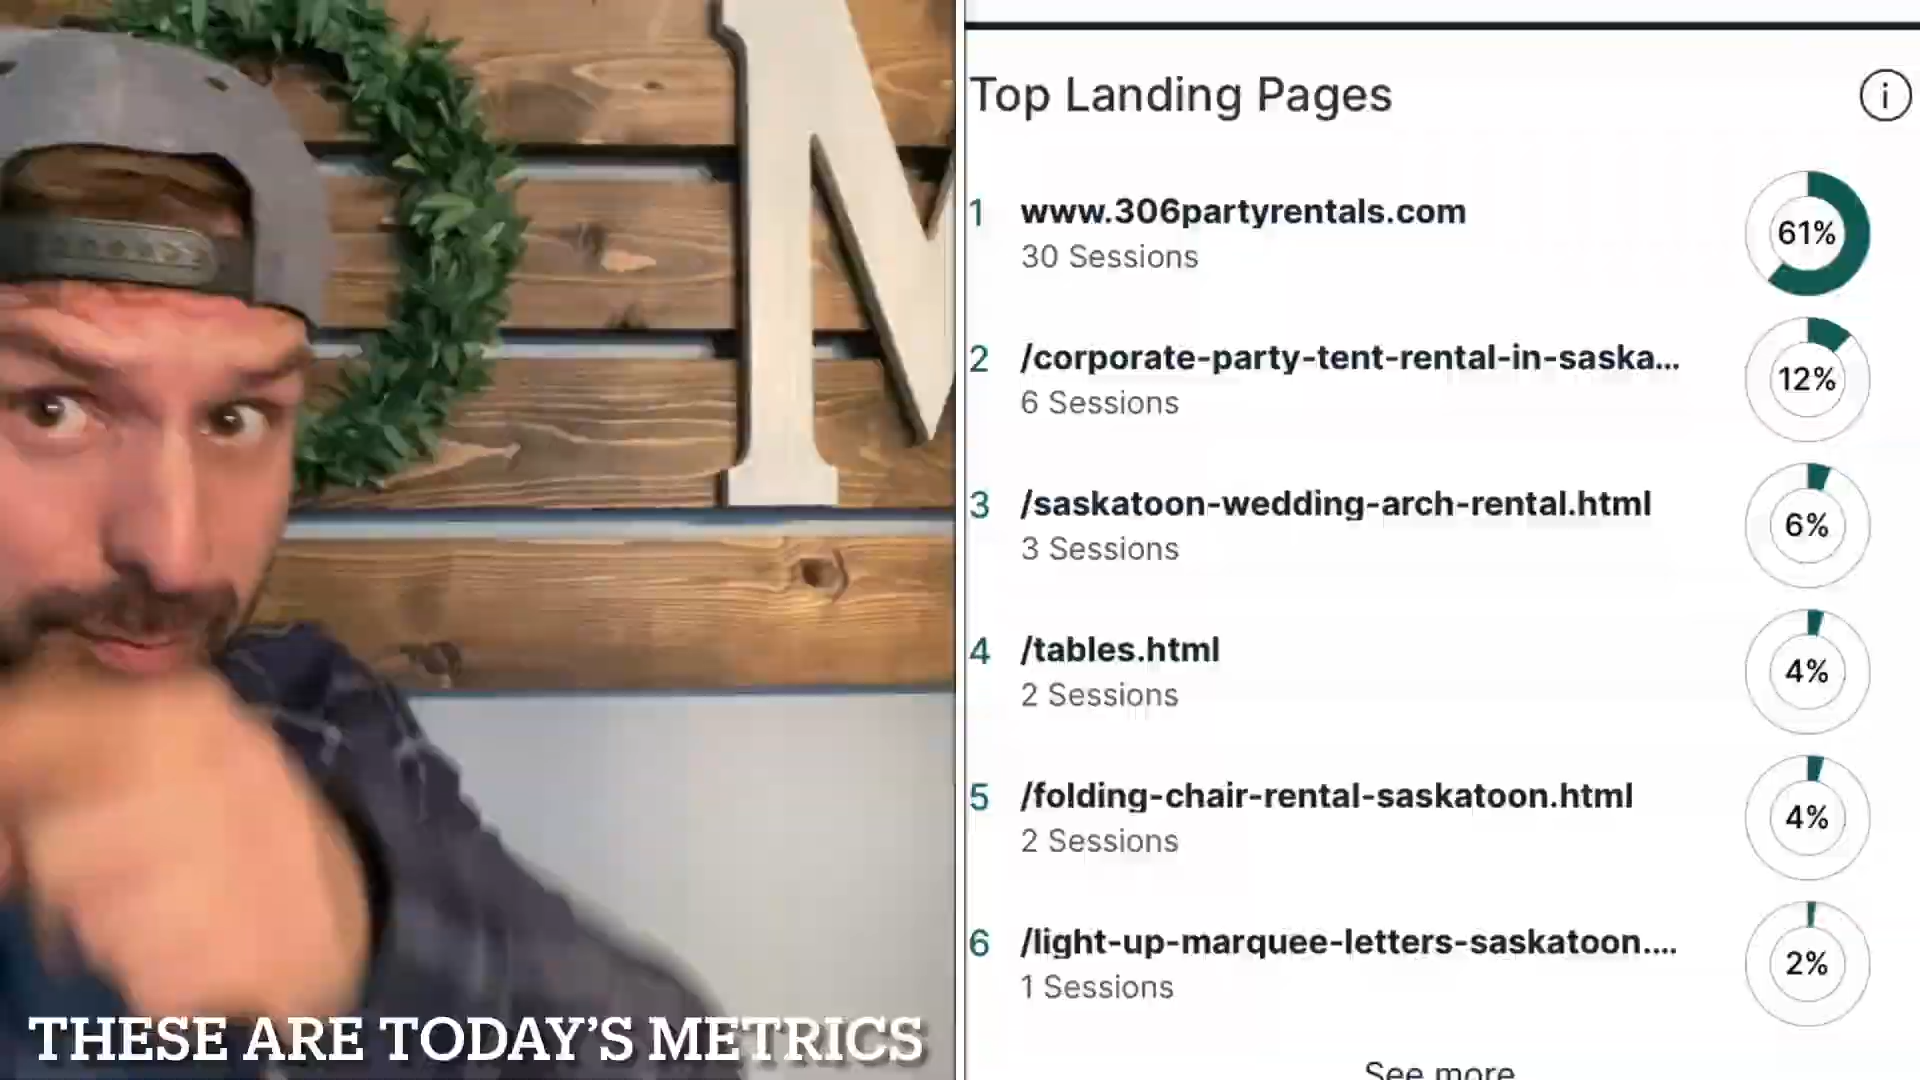 M
THESE ARE TODAY'S METRICS
Top Landing Pages
i
1 www.306partyrentals.com 61%
30 Sessions
2 /corporate-party-tent-rental-in-saska... 12%
6 Sessions
3 /saskatoon-wedding-arch-rental.html 6%
3 Sessions
4 /tables.html 4%
2 Sessions
5 /folding-chair-rental-saskatoon.html 4%
2 Sessions
6 /light-up-marquee-letters-saskatoon.... 2%
1 Sessions
See more